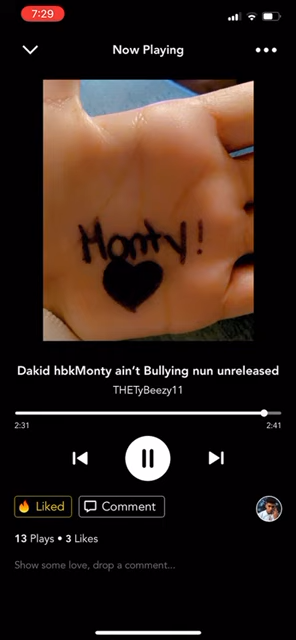 7:29
Now Playing
Monty!
Dakid hbkMonty ain't Bullying nun unreleased
THETyBeezy11
2:31
2:41
Liked
Comment
13 Plays • 3 Likes
Show some love, drop a comment...